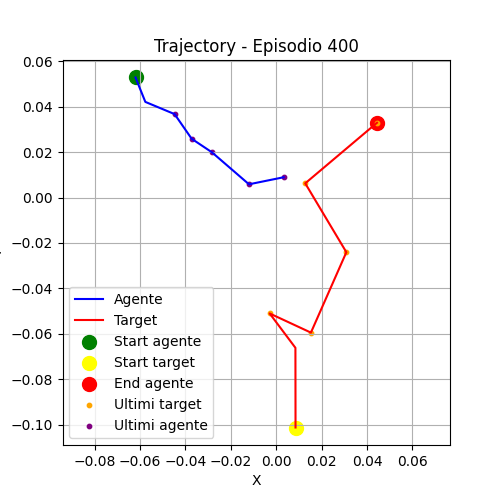 Trajectory - Episodio 400
0.06
0.04
0.02
0.00
−0.02
−0.04
−0.06
−0.08
−0.10
Agente
Target
Start agente
Start target
End agente
Ultimi target
Ultimi agente
−0.08 −0.06 −0.04 −0.02 0.00 0.02 0.04 0.06
X